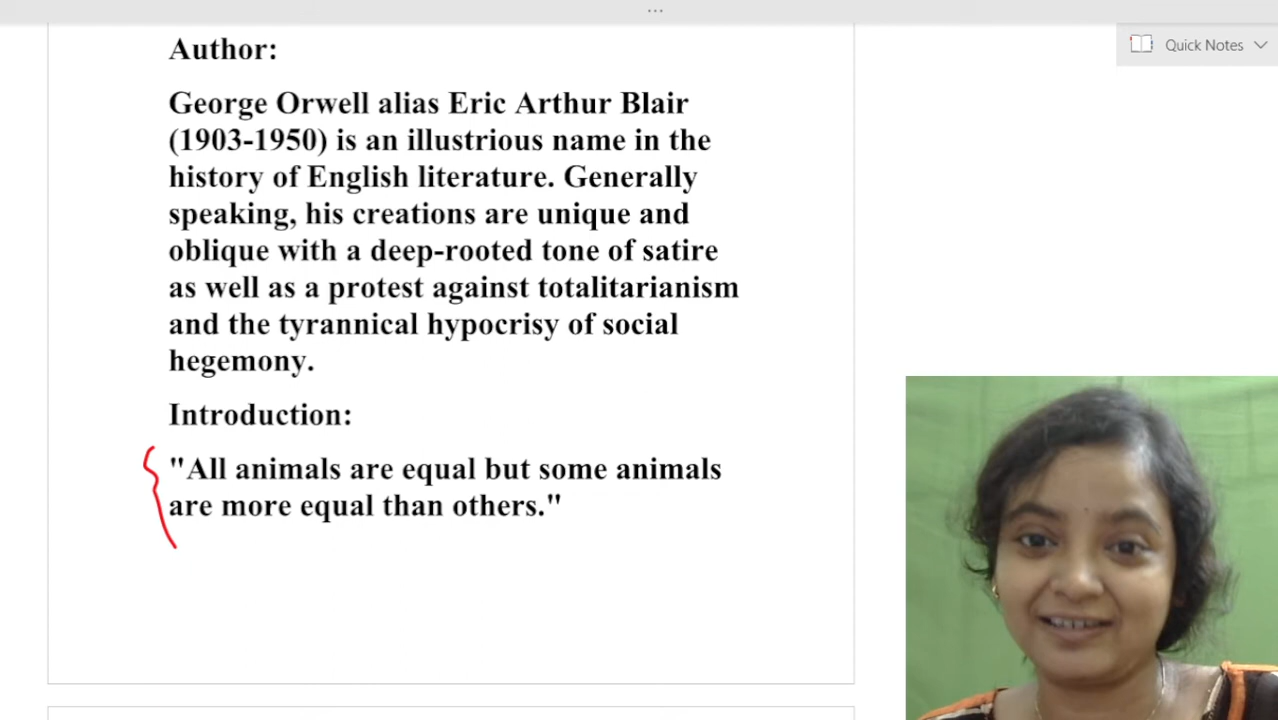 Quick Notes
Author:
George Orwell alias Eric Arthur Blair
(1903-1950) is an illustrious name in the
history of English literature. Generally
speaking, his creations are unique and
oblique with a deep-rooted tone of satire
as well as a protest against totalitarianism
and the tyrannical hypocrisy of social
hegemony.
Introduction:
"All animals are equal but some animals
are more equal than others."